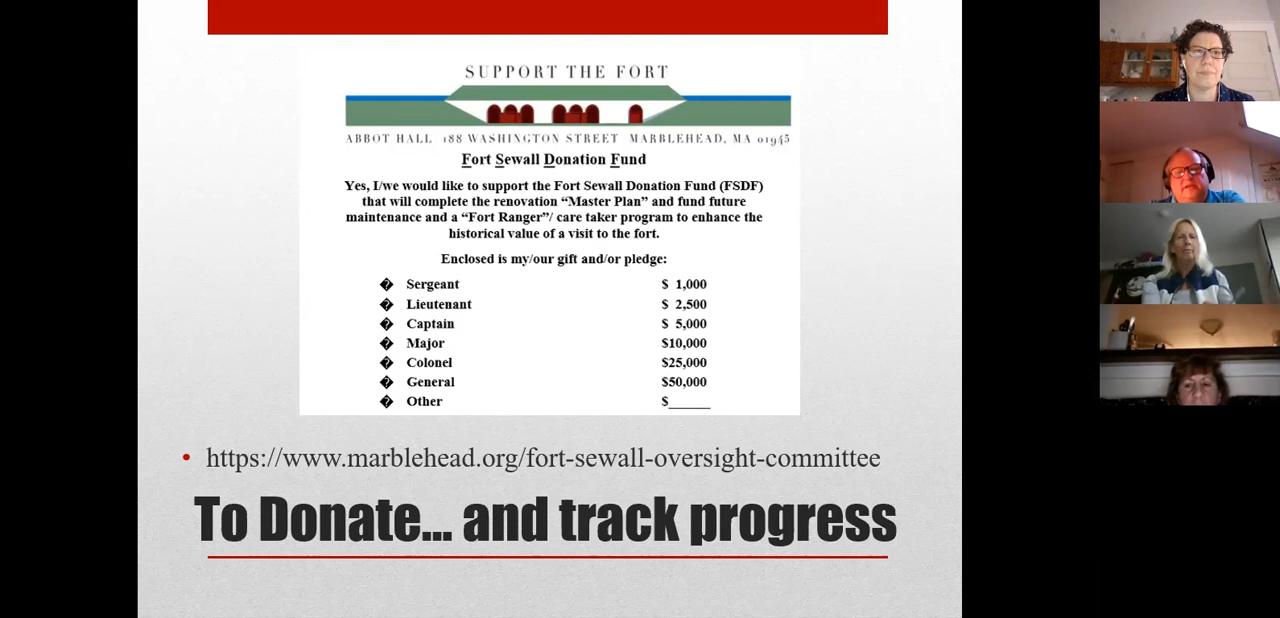 SUPPORT THE FORT
ABBOT HALL 188 WASHINGTON STREET MARBLEHEAD, MA 01945
Fort Sewall Donation Fund
Yes, I/we would like to support the Fort Sewall Donation Fund (FSDF)
that will complete the renovation “Master Plan” and fund future
maintenance and a “Fort Ranger”/ care taker program to enhance the
historical value of a visit to the fort.
Enclosed is my/our gift and/or pledge:
� Sergeant $ 1,000
� Lieutenant $ 2,500
� Captain $ 5,000
� Major $10,000
� Colonel $25,000
� General $50,000
� Other $______
• https://www.marblehead.org/fort-sewall-oversight-committee
To Donate... and track progress